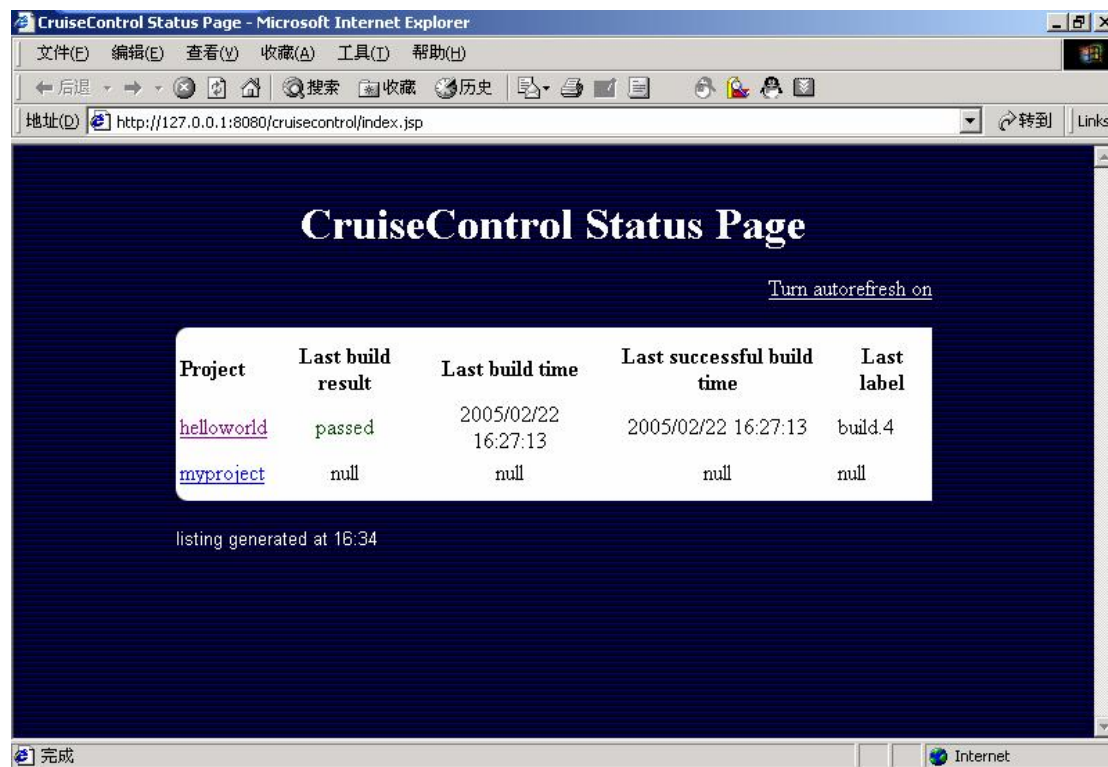 CruiseControl Status Page - Microsoft Internet Explorer
文件(F) 编辑(E) 查看(V) 收藏(A) 工具(T) 帮助(H)
后退 搜索 收藏 历史
地址(D) http://127.0.0.1:8080/cruisecontrol/index.jsp 转到 Links
CruiseControl Status Page
Turn autorefresh on
Project Last build result Last build time Last successful build time Last label
helloworld passed 2005/02/22 16:27:13 2005/02/22 16:27:13 build.4
myproject null null null null
listing generated at 16:34
完成 Internet